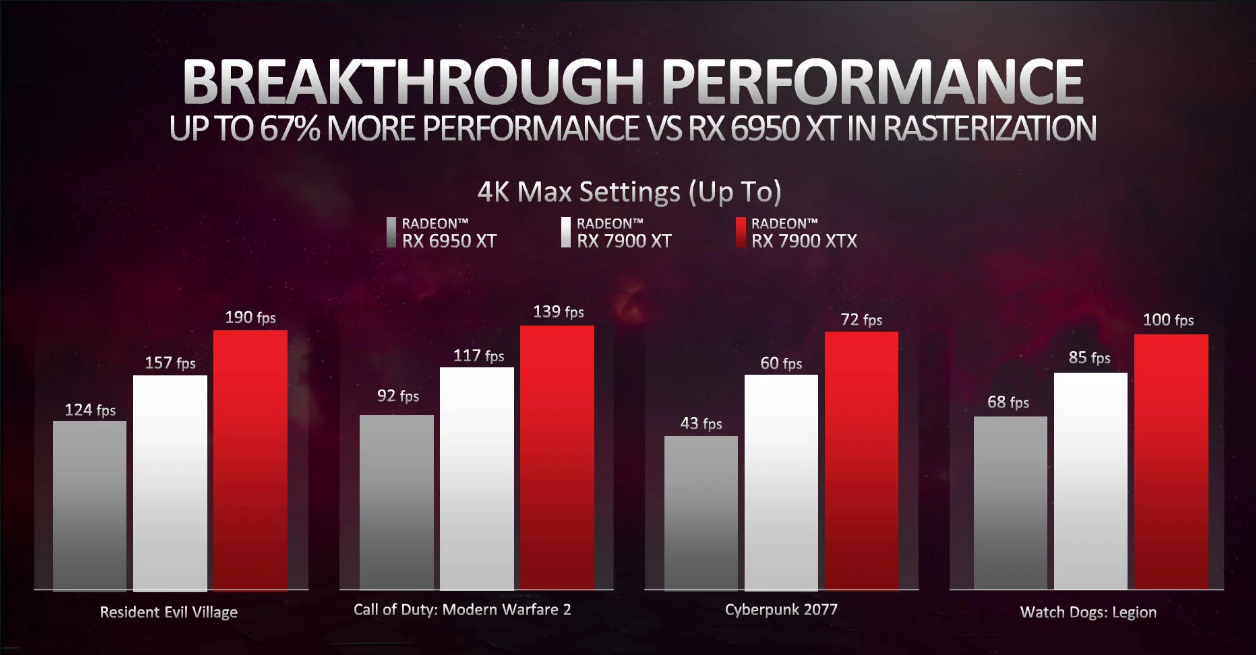 BREAKTHROUGH PERFORMANCE
UP TO 67% MORE PERFORMANCE VS RX 6950 XT IN RASTERIZATION
4K Max Settings (Up To)
RADEON™
RX 6950 XT
RADEON™
RX 7900 XT
RADEON™
RX 7900 XTX
124 fps
157 fps
190 fps
Resident Evil Village
92 fps
117 fps
139 fps
Call of Duty: Modern Warfare 2
43 fps
60 fps
72 fps
Cyberpunk 2077
68 fps
85 fps
100 fps
Watch Dogs: Legion